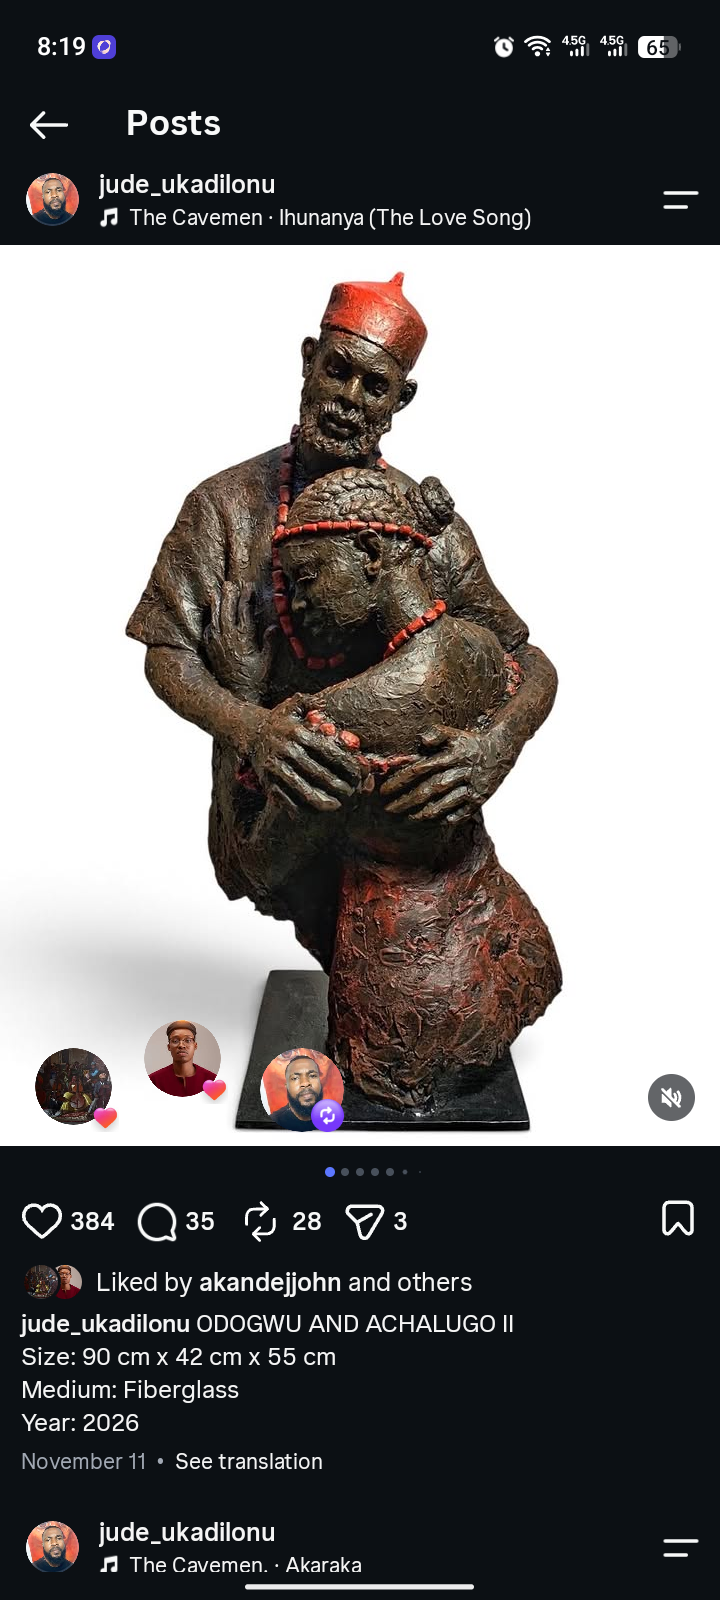 8:19
4.5G 4.5G 65
Posts
jude_ukadilonu
The Cavemen · Ihunanya (The Love Song)
384 35 28 3
Liked by akandejjohn and others
jude_ukadilonu ODOGWU AND ACHALUGO II
Size: 90 cm x 42 cm x 55 cm
Medium: Fiberglass
Year: 2026
November 11 • See translation
jude_ukadilonu
The Cavemen. · Akaraka